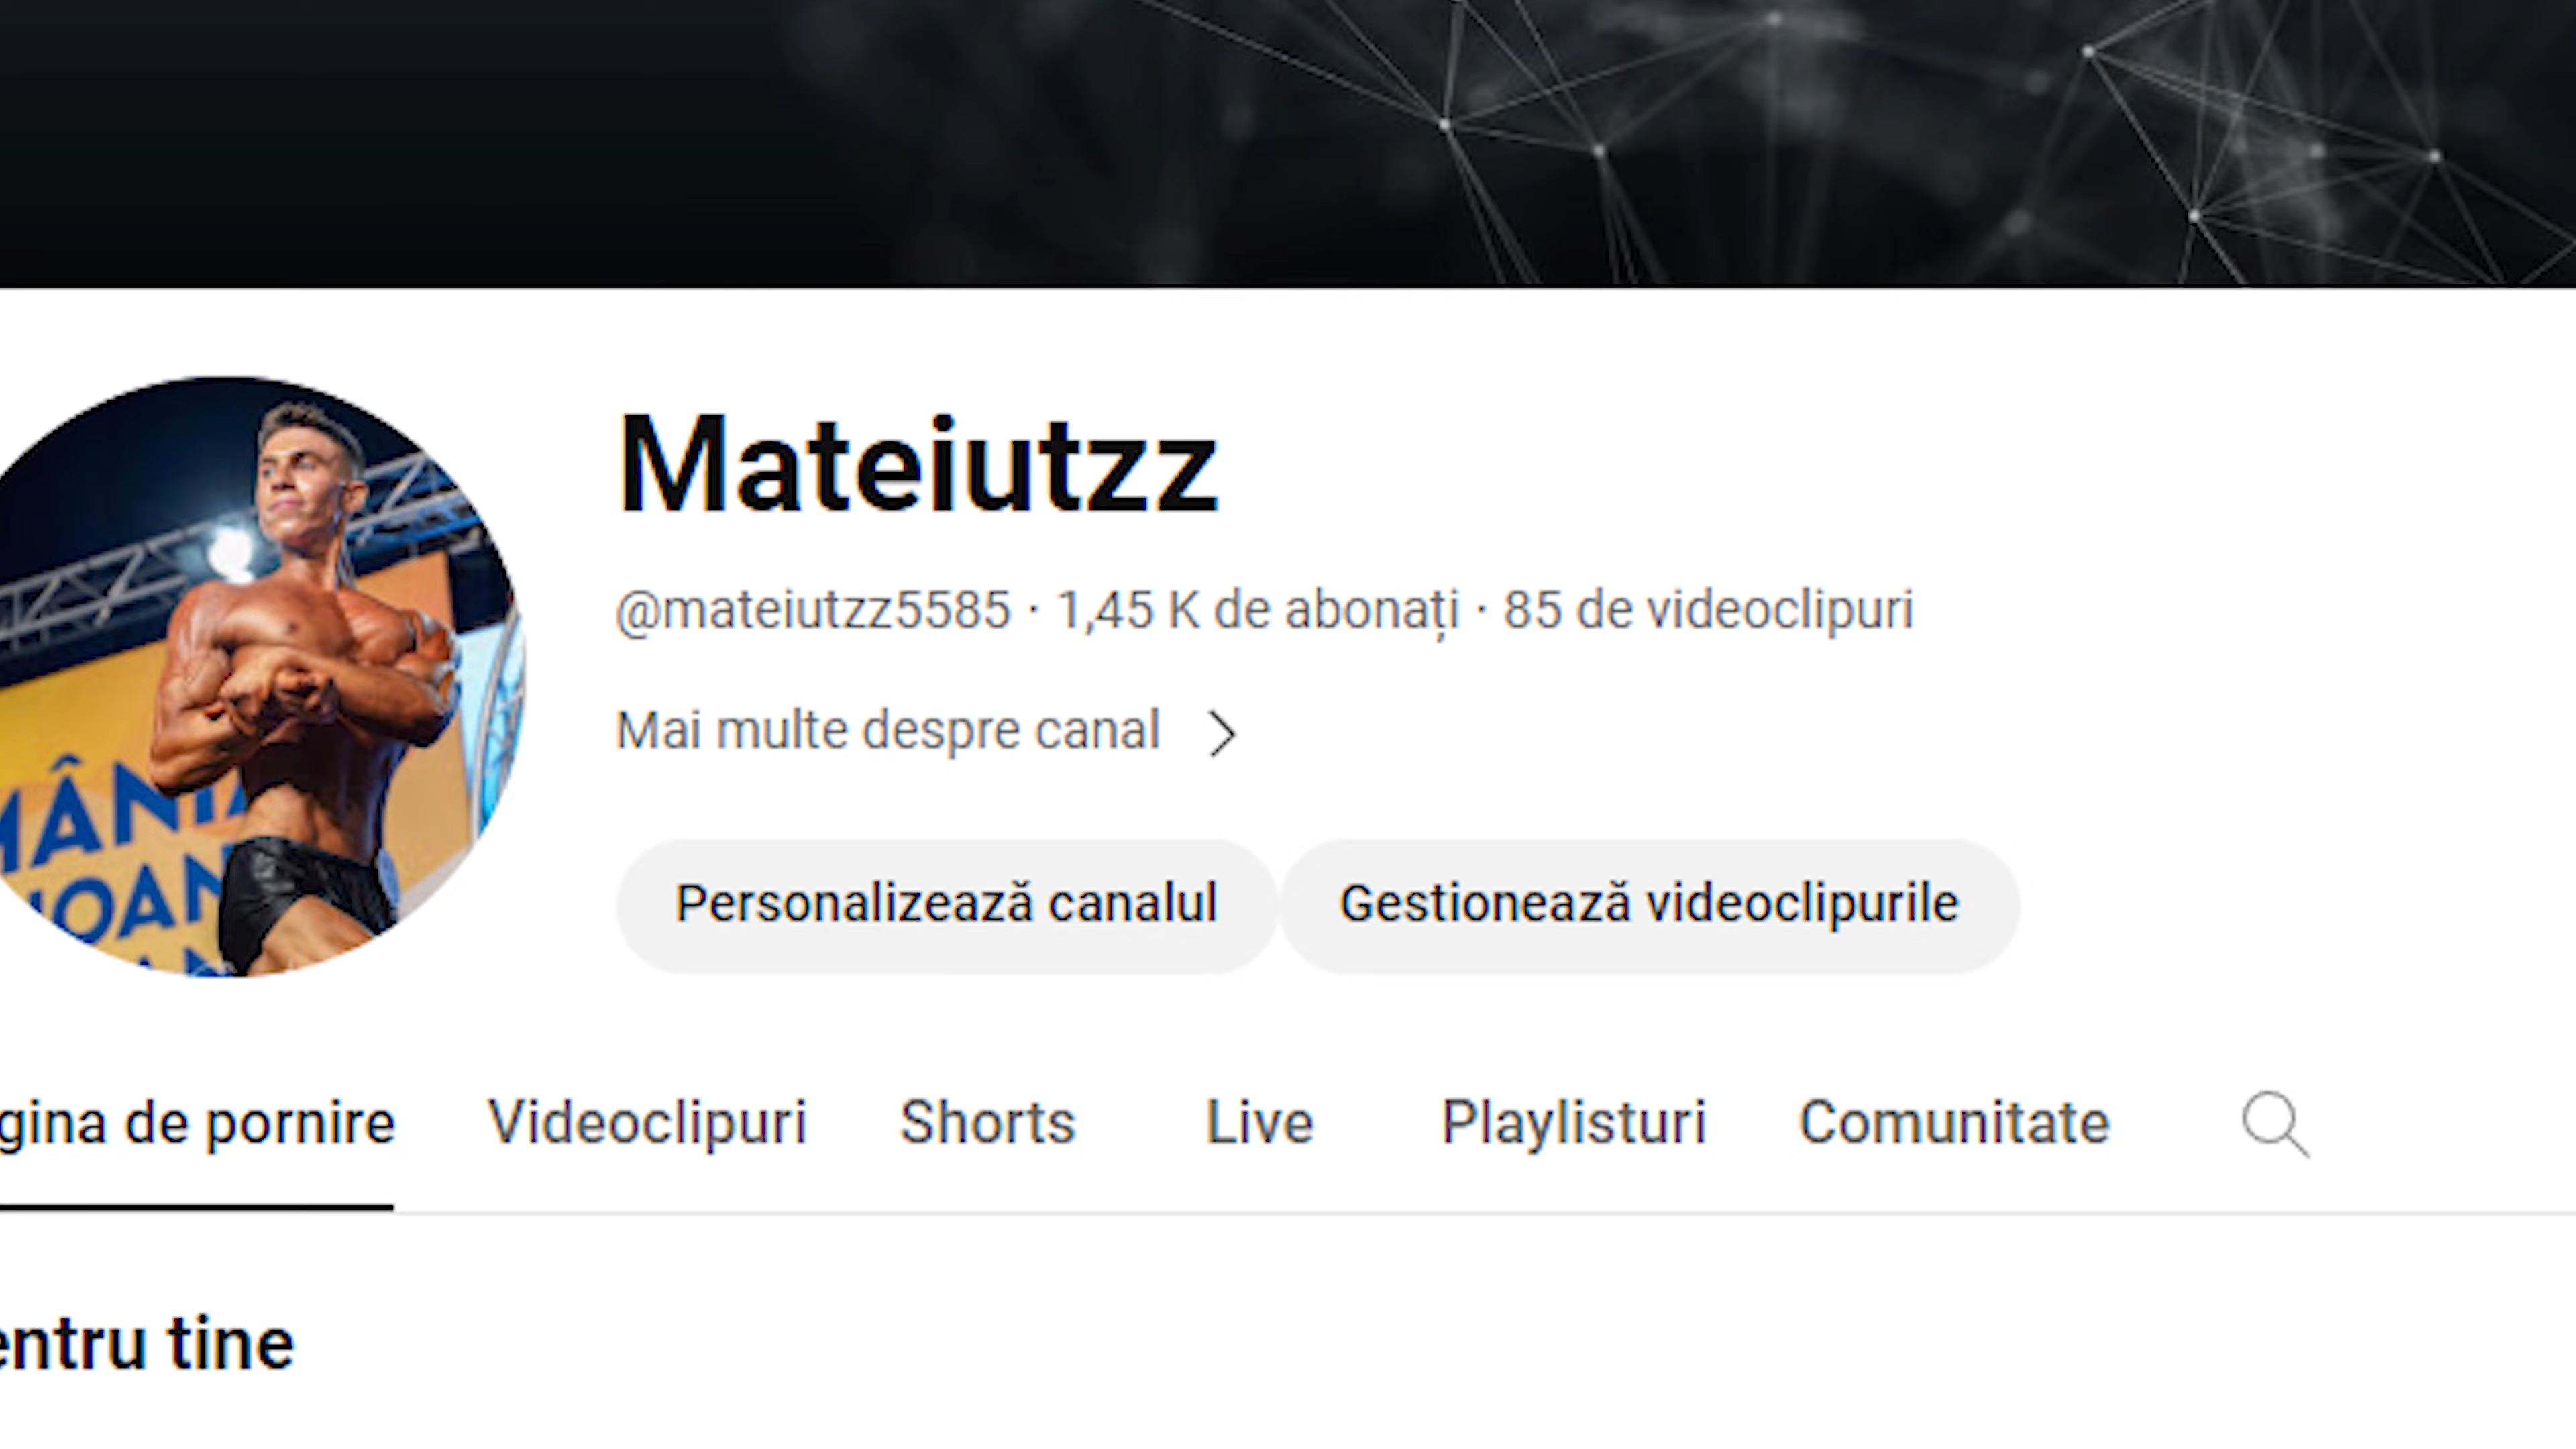 Mateiutzz
@mateiutzz5585 · 1,45 K de abonați · 85 de videoclipuri
Mai multe despre canal
Personalizează canalul
Gestionează videoclipurile
gina de pornire
Videoclipuri
Shorts
Live
Playlisturi
Comunitate
entru tine